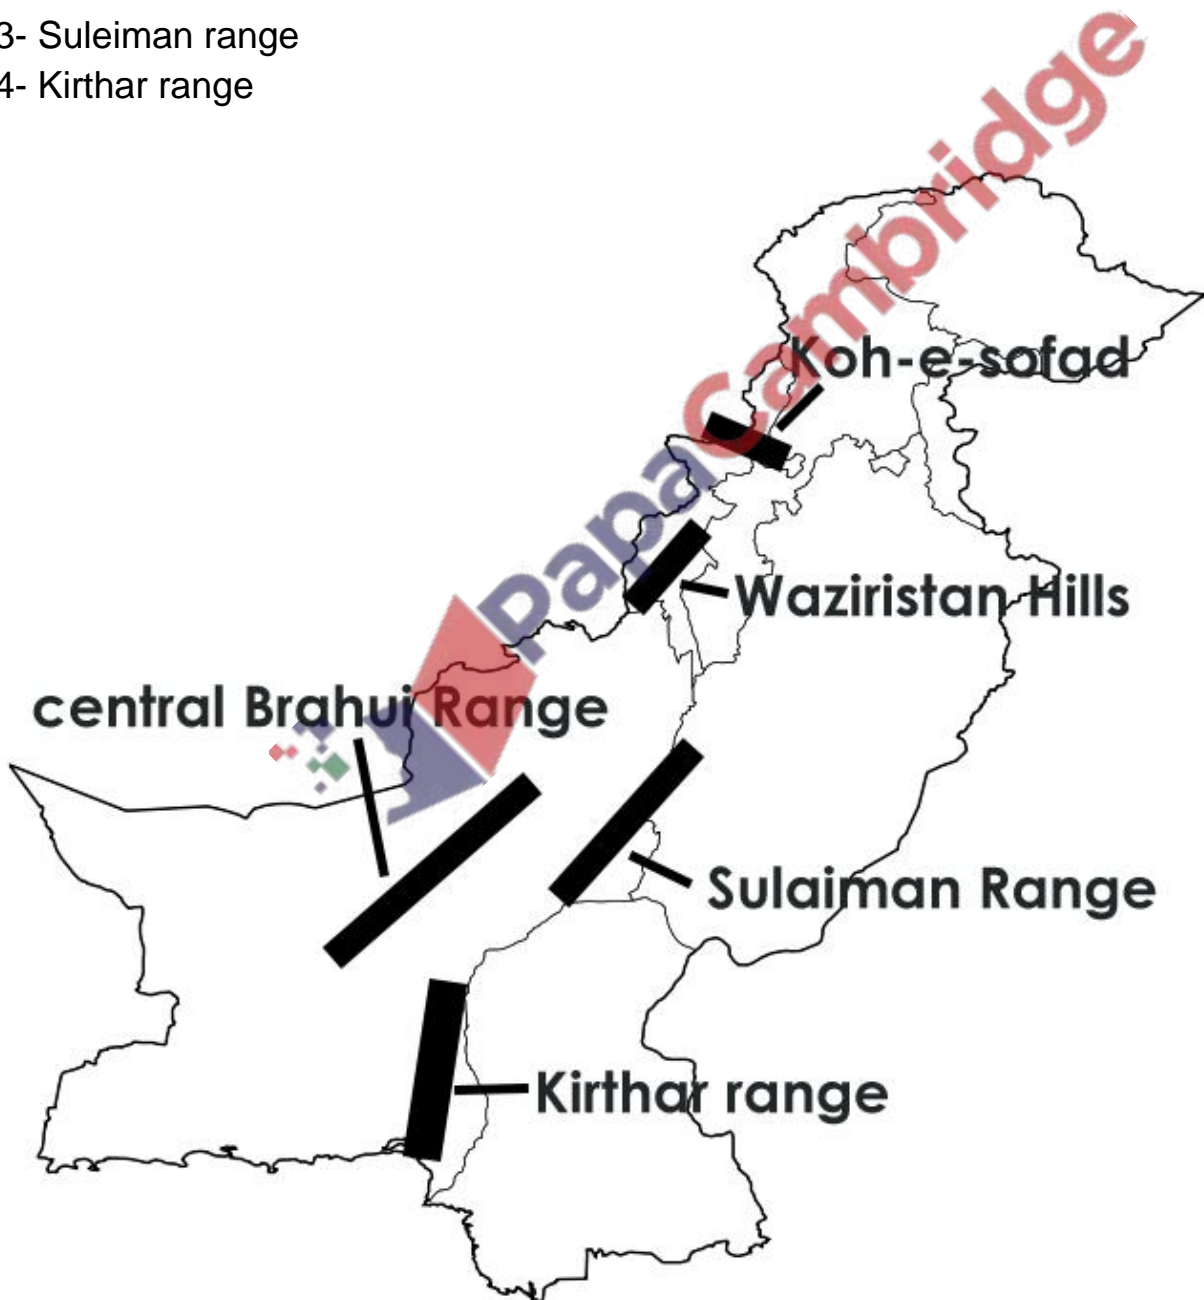 3- Suleiman range
4- Kirthar range
PapaCambridge
Koh-e-sofad
Waziristan Hills
central Brahui Range
Sulaiman Range
Kirthar range